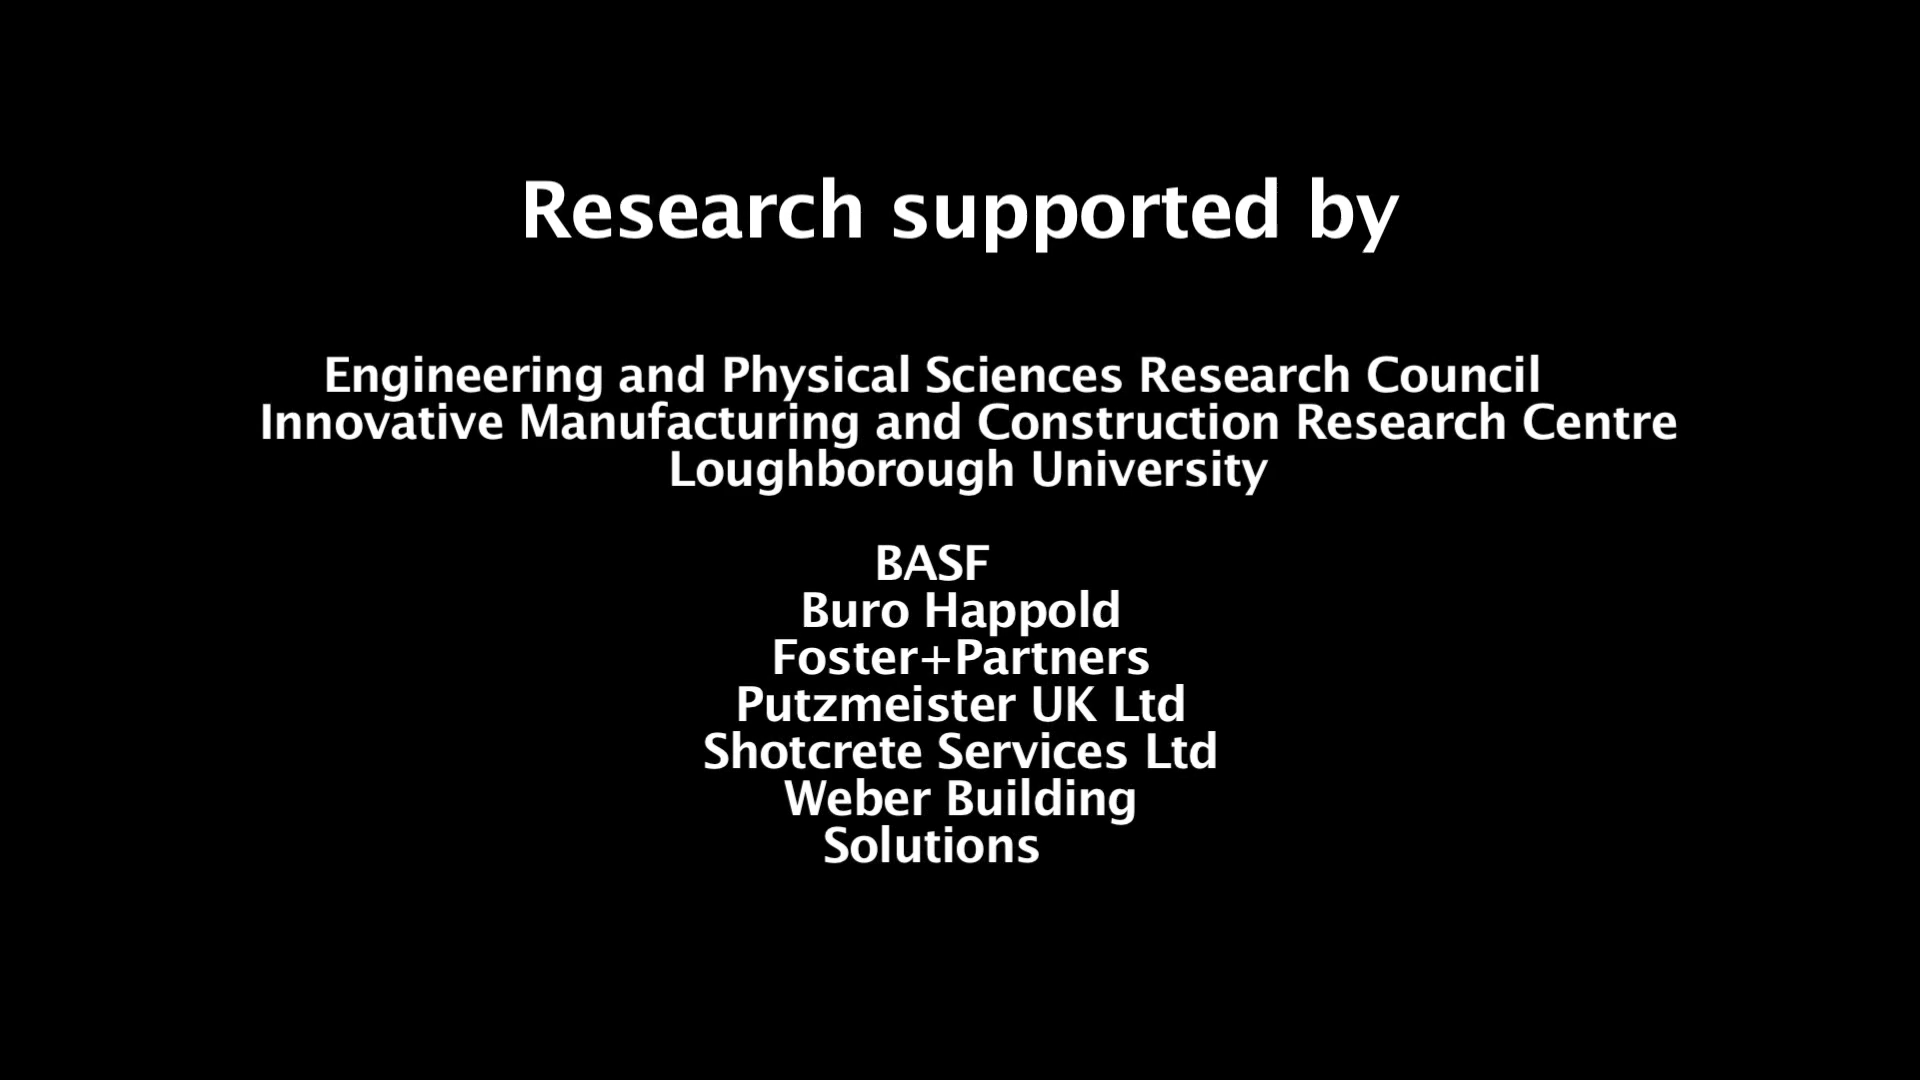 Research supported by
Engineering and Physical Sciences Research Council
Innovative Manufacturing and Construction Research Centre
Loughborough University
BASF
Buro Happold
Foster+Partners
Putzmeister UK Ltd
Shotcrete Services Ltd
Weber Building
Solutions